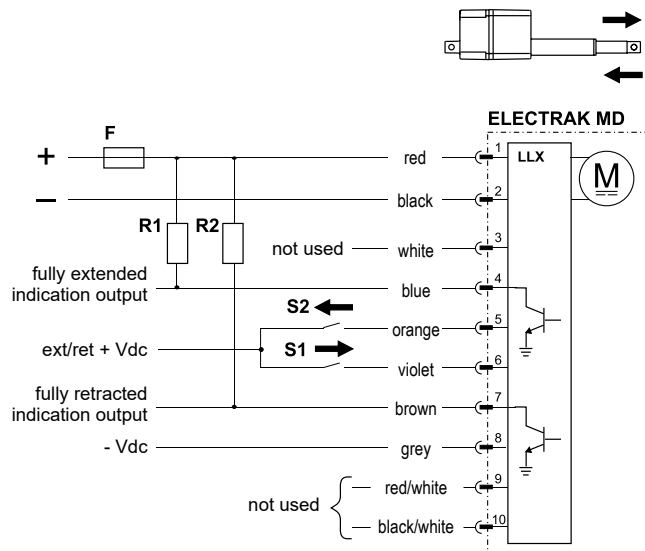 ELECTRAK MD
F
+
−
red
1
LLX
M
black
2
R1
R2
not used
white
3
fully extended
indication output
blue
4
S2
orange
5
ext/ret + Vdc
S1
violet
6
fully retracted
indication output
brown
7
- Vdc
grey
8
not used
red/white
9
black/white
10